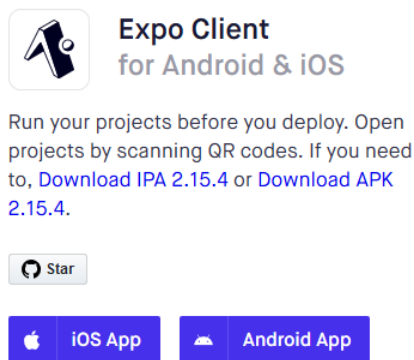 Expo Client
for Android & iOS
Run your projects before you deploy. Open
projects by scanning QR codes. If you need
to, Download IPA 2.15.4 or Download APK
2.15.4.
Star
iOS App
Android App